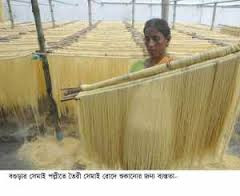 বগুড়ার সেমাই পল্লীতে তৈরী সেমাই রোদে শুকানোর জন্য ব্যস্ততা--